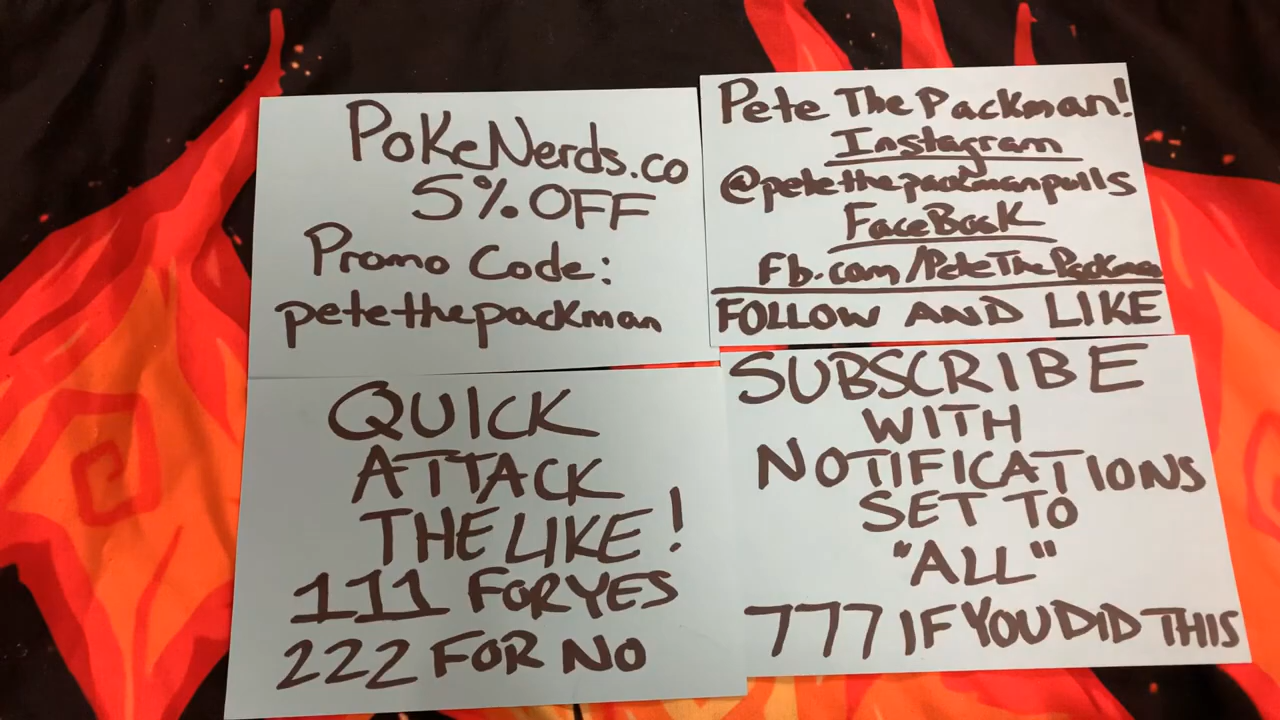 PoKeNerds.co
5% OFF
Promo Code:
petethepackman
Pete The Packman!
Instagram
@petethepackmanpulls
FaceBooK
Fb.com/PeteThePackman
FOLLOW AND LIKE
QUICK
ATTACK
THE LIKE!
111 FOR YES
222 FOR NO
SUBSCRIBE
WITH
NOTIFICATIONS
SET TO
"ALL"
777 IF YOU DID THIS